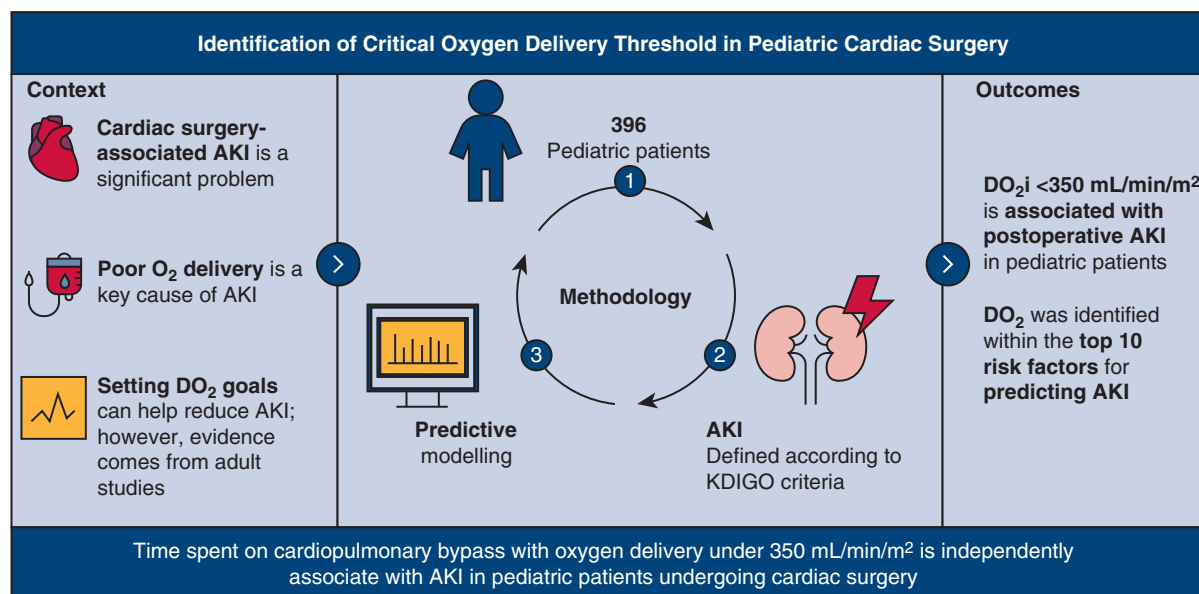 Identification of Critical Oxygen Delivery Threshold in Pediatric Cardiac Surgery
Context
Cardiac surgery-
associated AKI is a
significant problem
Poor O₂ delivery is a
key cause of AKI
Setting DO₂ goals
can help reduce AKI;
however, evidence
comes from adult
studies
396
Pediatric patients
1
Methodology
2
3
AKI
Defined according to
KDIGO criteria
Predictive
modelling
Outcomes
DO₂i <350 mL/min/m²
is associated with
postoperative AKI
in pediatric patients
DO₂ was identified
within the top 10
risk factors for
predicting AKI
Time spent on cardiopulmonary bypass with oxygen delivery under 350 mL/min/m² is independently
associate with AKI in pediatric patients undergoing cardiac surgery